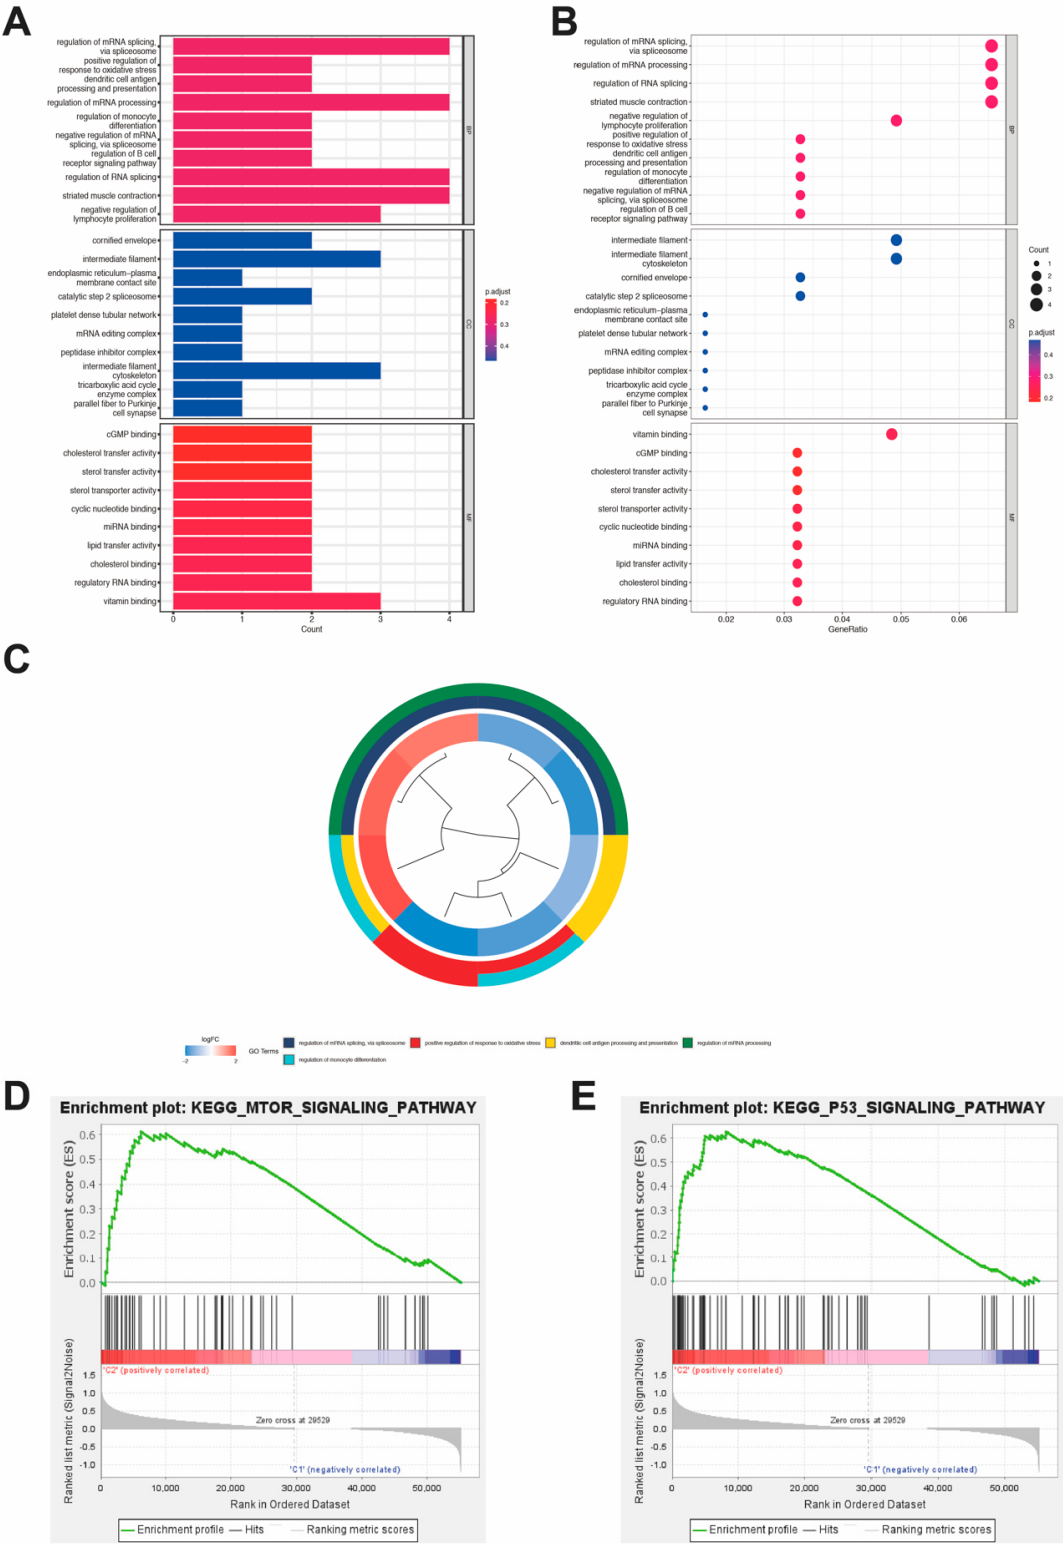 A
regulation of mRNA splicing,
via spliceosome
positive regulation of
response to oxidative stress
dendritic cell antigen
processing and presentation
regulation of mRNA processing
regulation of monocyte
differentiation
negative regulation of mRNA
splicing, via spliceosome
regulation of B cell
receptor signaling pathway
regulation of RNA splicing
striated muscle contraction
negative regulation of
lymphocyte proliferation
BP
cornified envelope
intermediate filament
endoplasmic reticulum−plasma
membrane contact site
catalytic step 2 spliceosome
platelet dense tubular network
mRNA editing complex
peptidase inhibitor complex
intermediate filament
cytoskeleton
tricarboxylic acid cycle
enzyme complex
parallel fiber to Purkinje
cell synapse
CC
cGMP binding
cholesterol transfer activity
sterol transfer activity
sterol transporter activity
cyclic nucleotide binding
miRNA binding
lipid transfer activity
cholesterol binding
regulatory RNA binding
vitamin binding
MF
0 1 2 3 4
Count
p.adjust
0.2
0.3
0.4
B
regulation of mRNA splicing,
via spliceosome
regulation of mRNA processing
regulation of RNA splicing
striated muscle contraction
negative regulation of
lymphocyte proliferation
positive regulation of
response to oxidative stress
dendritic cell antigen
processing and presentation
regulation of monocyte
differentiation
negative regulation of mRNA
splicing, via spliceosome
regulation of B cell
receptor signaling pathway
BP
intermediate filament
intermediate filament
cytoskeleton
cornified envelope
catalytic step 2 spliceosome
endoplasmic reticulum−plasma
membrane contact site
platelet dense tubular network
mRNA editing complex
peptidase inhibitor complex
tricarboxylic acid cycle
enzyme complex
parallel fiber to Purkinje
cell synapse
CC
vitamin binding
cGMP binding
cholesterol transfer activity
sterol transfer activity
sterol transporter activity
cyclic nucleotide binding
miRNA binding
lipid transfer activity
cholesterol binding
regulatory RNA binding
MF
0.02 0.03 0.04 0.05 0.06
GeneRatio
Count
1
2
3
4
p.adjust
0.4
0.3
0.2
C
logFC
-2 2
GO Terms
regulation of mRNA splicing, via spliceosome
positive regulation of response to oxidative stress
dendritic cell antigen processing and presentation
regulation of mRNA processing
regulation of monocyte differentiation
D
Enrichment plot: KEGG_MTOR_SIGNALING_PATHWAY
Enrichment score (ES)
0.6
0.5
0.4
0.3
0.2
0.1
0.0
'C2' (positively correlated)
Ranked list metric (Signal2Noise)
1.5
1.0
0.5
0.0
-0.5
-1.0
Zero cross at 29529
'C1' (negatively correlated)
0 10,000 20,000 30,000 40,000 50,000
Rank in Ordered Dataset
Enrichment profile Hits Ranking metric scores
E
Enrichment plot: KEGG_P53_SIGNALING_PATHWAY
Enrichment score (ES)
0.6
0.5
0.4
0.3
0.2
0.1
0.0
'C2' (positively correlated)
Ranked list metric (Signal2Noise)
1.5
1.0
0.5
0.0
-0.5
-1.0
Zero cross at 29529
'C1' (negatively correlated)
0 10,000 20,000 30,000 40,000 50,000
Rank in Ordered Dataset
Enrichment profile Hits Ranking metric scores